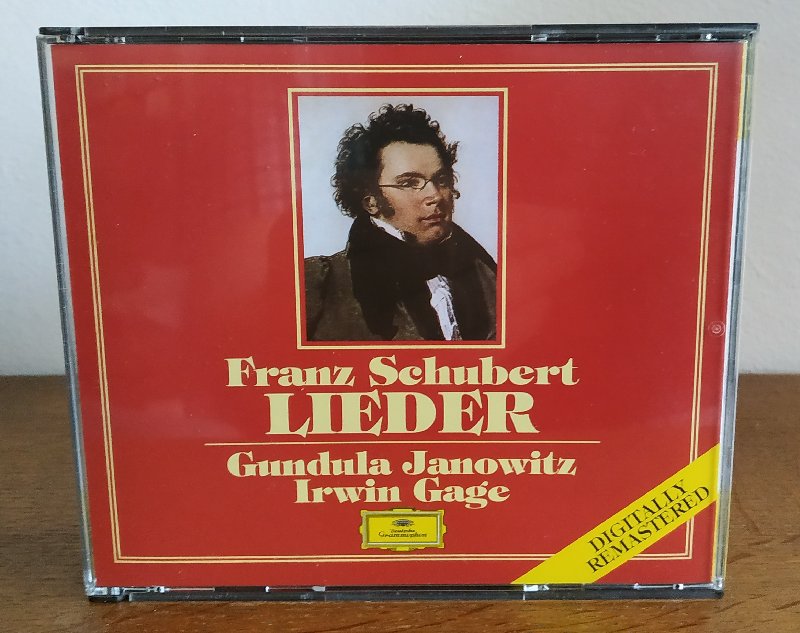 Franz Schubert
LIEDER
Gundula Janowitz
Irwin Gage
Deutsche
Grammophon
DIGITALLY
REMASTERED